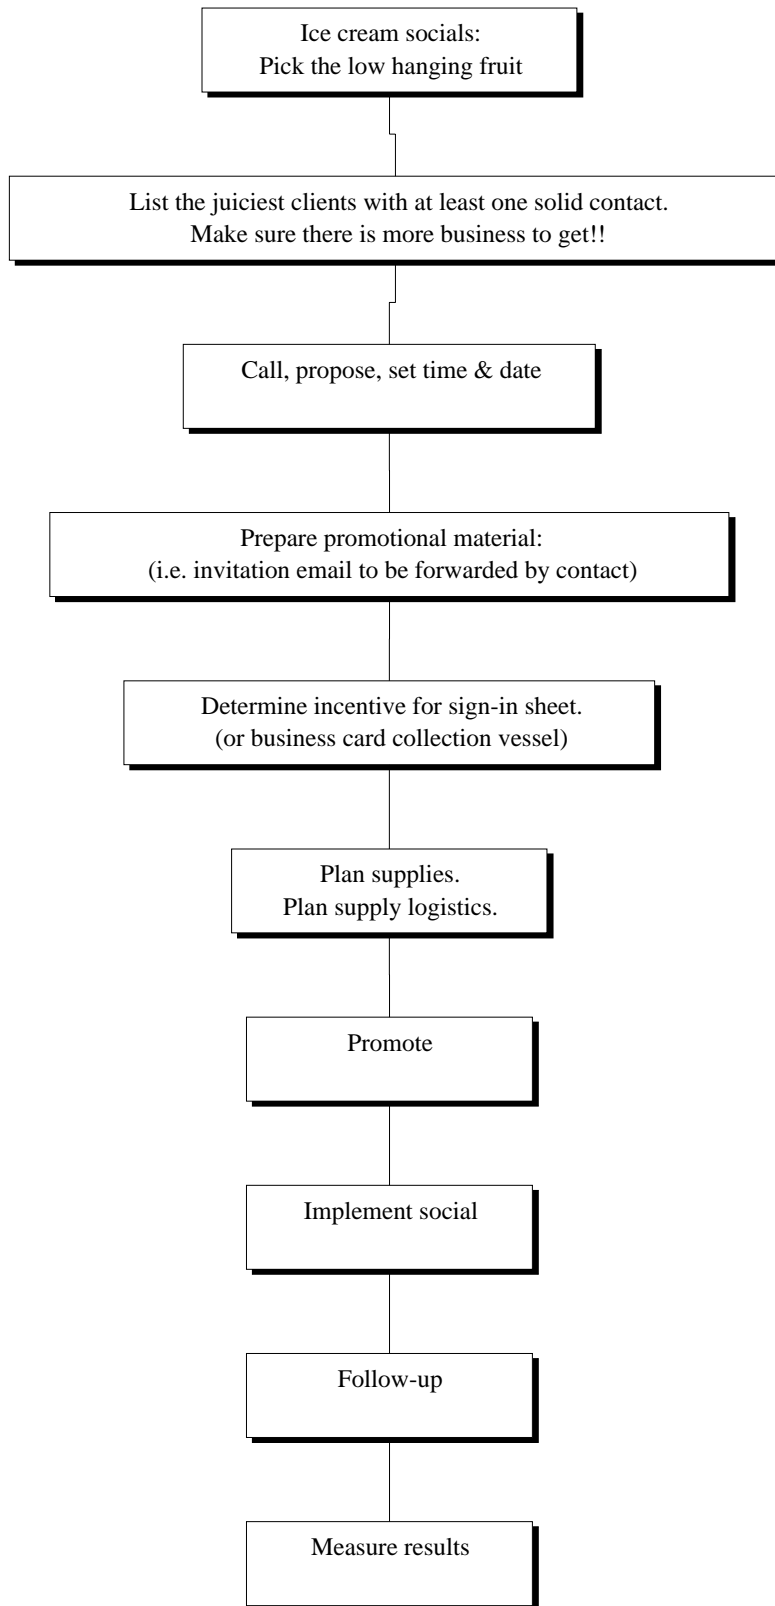 Ice cream socials:
Pick the low hanging fruit
List the juiciest clients with at least one solid contact.
Make sure there is more business to get!!
Call, propose, set time & date
Prepare promotional material:
(i.e. invitation email to be forwarded by contact)
Determine incentive for sign-in sheet.
(or business card collection vessel)
Plan supplies.
Plan supply logistics.
Promote
Implement social
Follow-up
Measure results